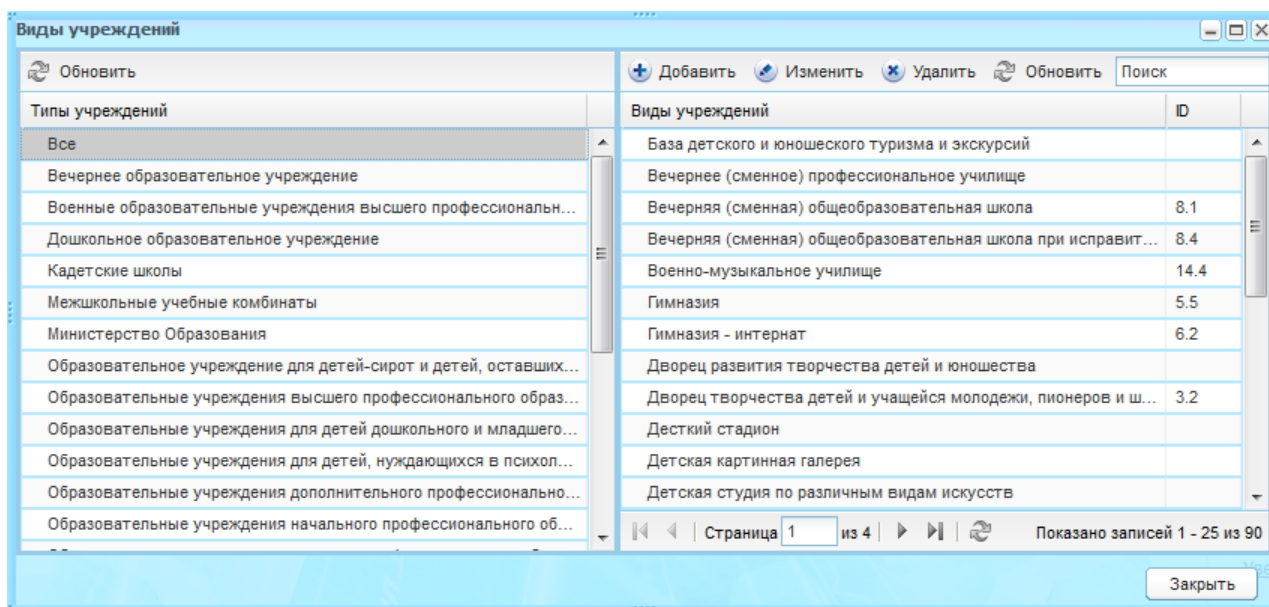 Виды учреждений
Обновить
Типы учреждений
Все
Вечернее образовательное учреждение
Военные образовательные учреждения высшего профессиональн...
Дошкольное образовательное учреждение
Кадетские школы
Межшкольные учебные комбинаты
Министерство Образования
Образовательное учреждение для детей-сирот и детей, оставших...
Образовательные учреждения высшего профессионального образ...
Образовательные учреждения для детей дошкольного и младшего...
Образовательные учреждения для детей, нуждающихся в психол...
Образовательные учреждения дополнительного профессионально...
Образовательные учреждения начального профессионального об...
Добавить Изменить Удалить Обновить Поиск
Виды учреждений ID
База детского и юношеского туризма и экскурсий
Вечернее (сменное) профессиональное училище
Вечерняя (сменная) общеобразовательная школа 8.1
Вечерняя (сменная) общеобразовательная школа при исправит... 8.4
Военно-музыкальное училище 14.4
Гимназия 5.5
Гимназия - интернат 6.2
Дворец развития творчества детей и юношества
Дворец творчества детей и учащейся молодежи, пионеров и ш... 3.2
Десткий стадион
Детская картинная галерея
Детская студия по различным видам искусств
Страница 1 из 4 Показано записей 1 - 25 из 90
Закрыть